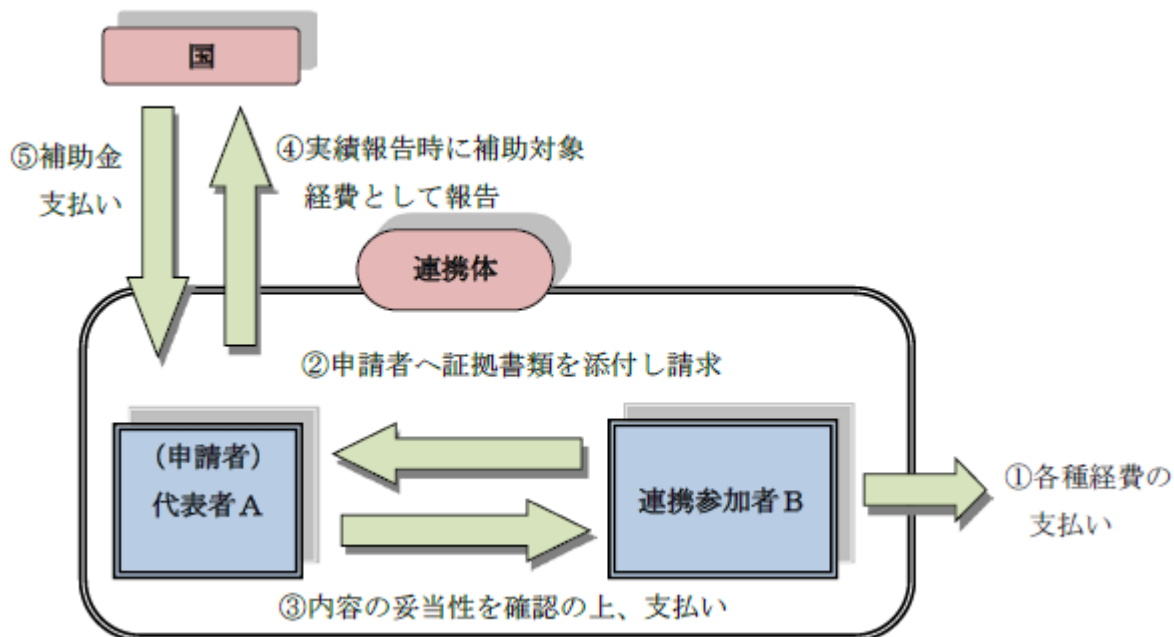 国
⑤補助金
支払い
④実績報告時に補助対象
経費として報告
連携体
②申請者へ証拠書類を添付し請求
（申請者）
代表者A
連携参加者B
①各種経費の
支払い
③内容の妥当性を確認の上、支払い